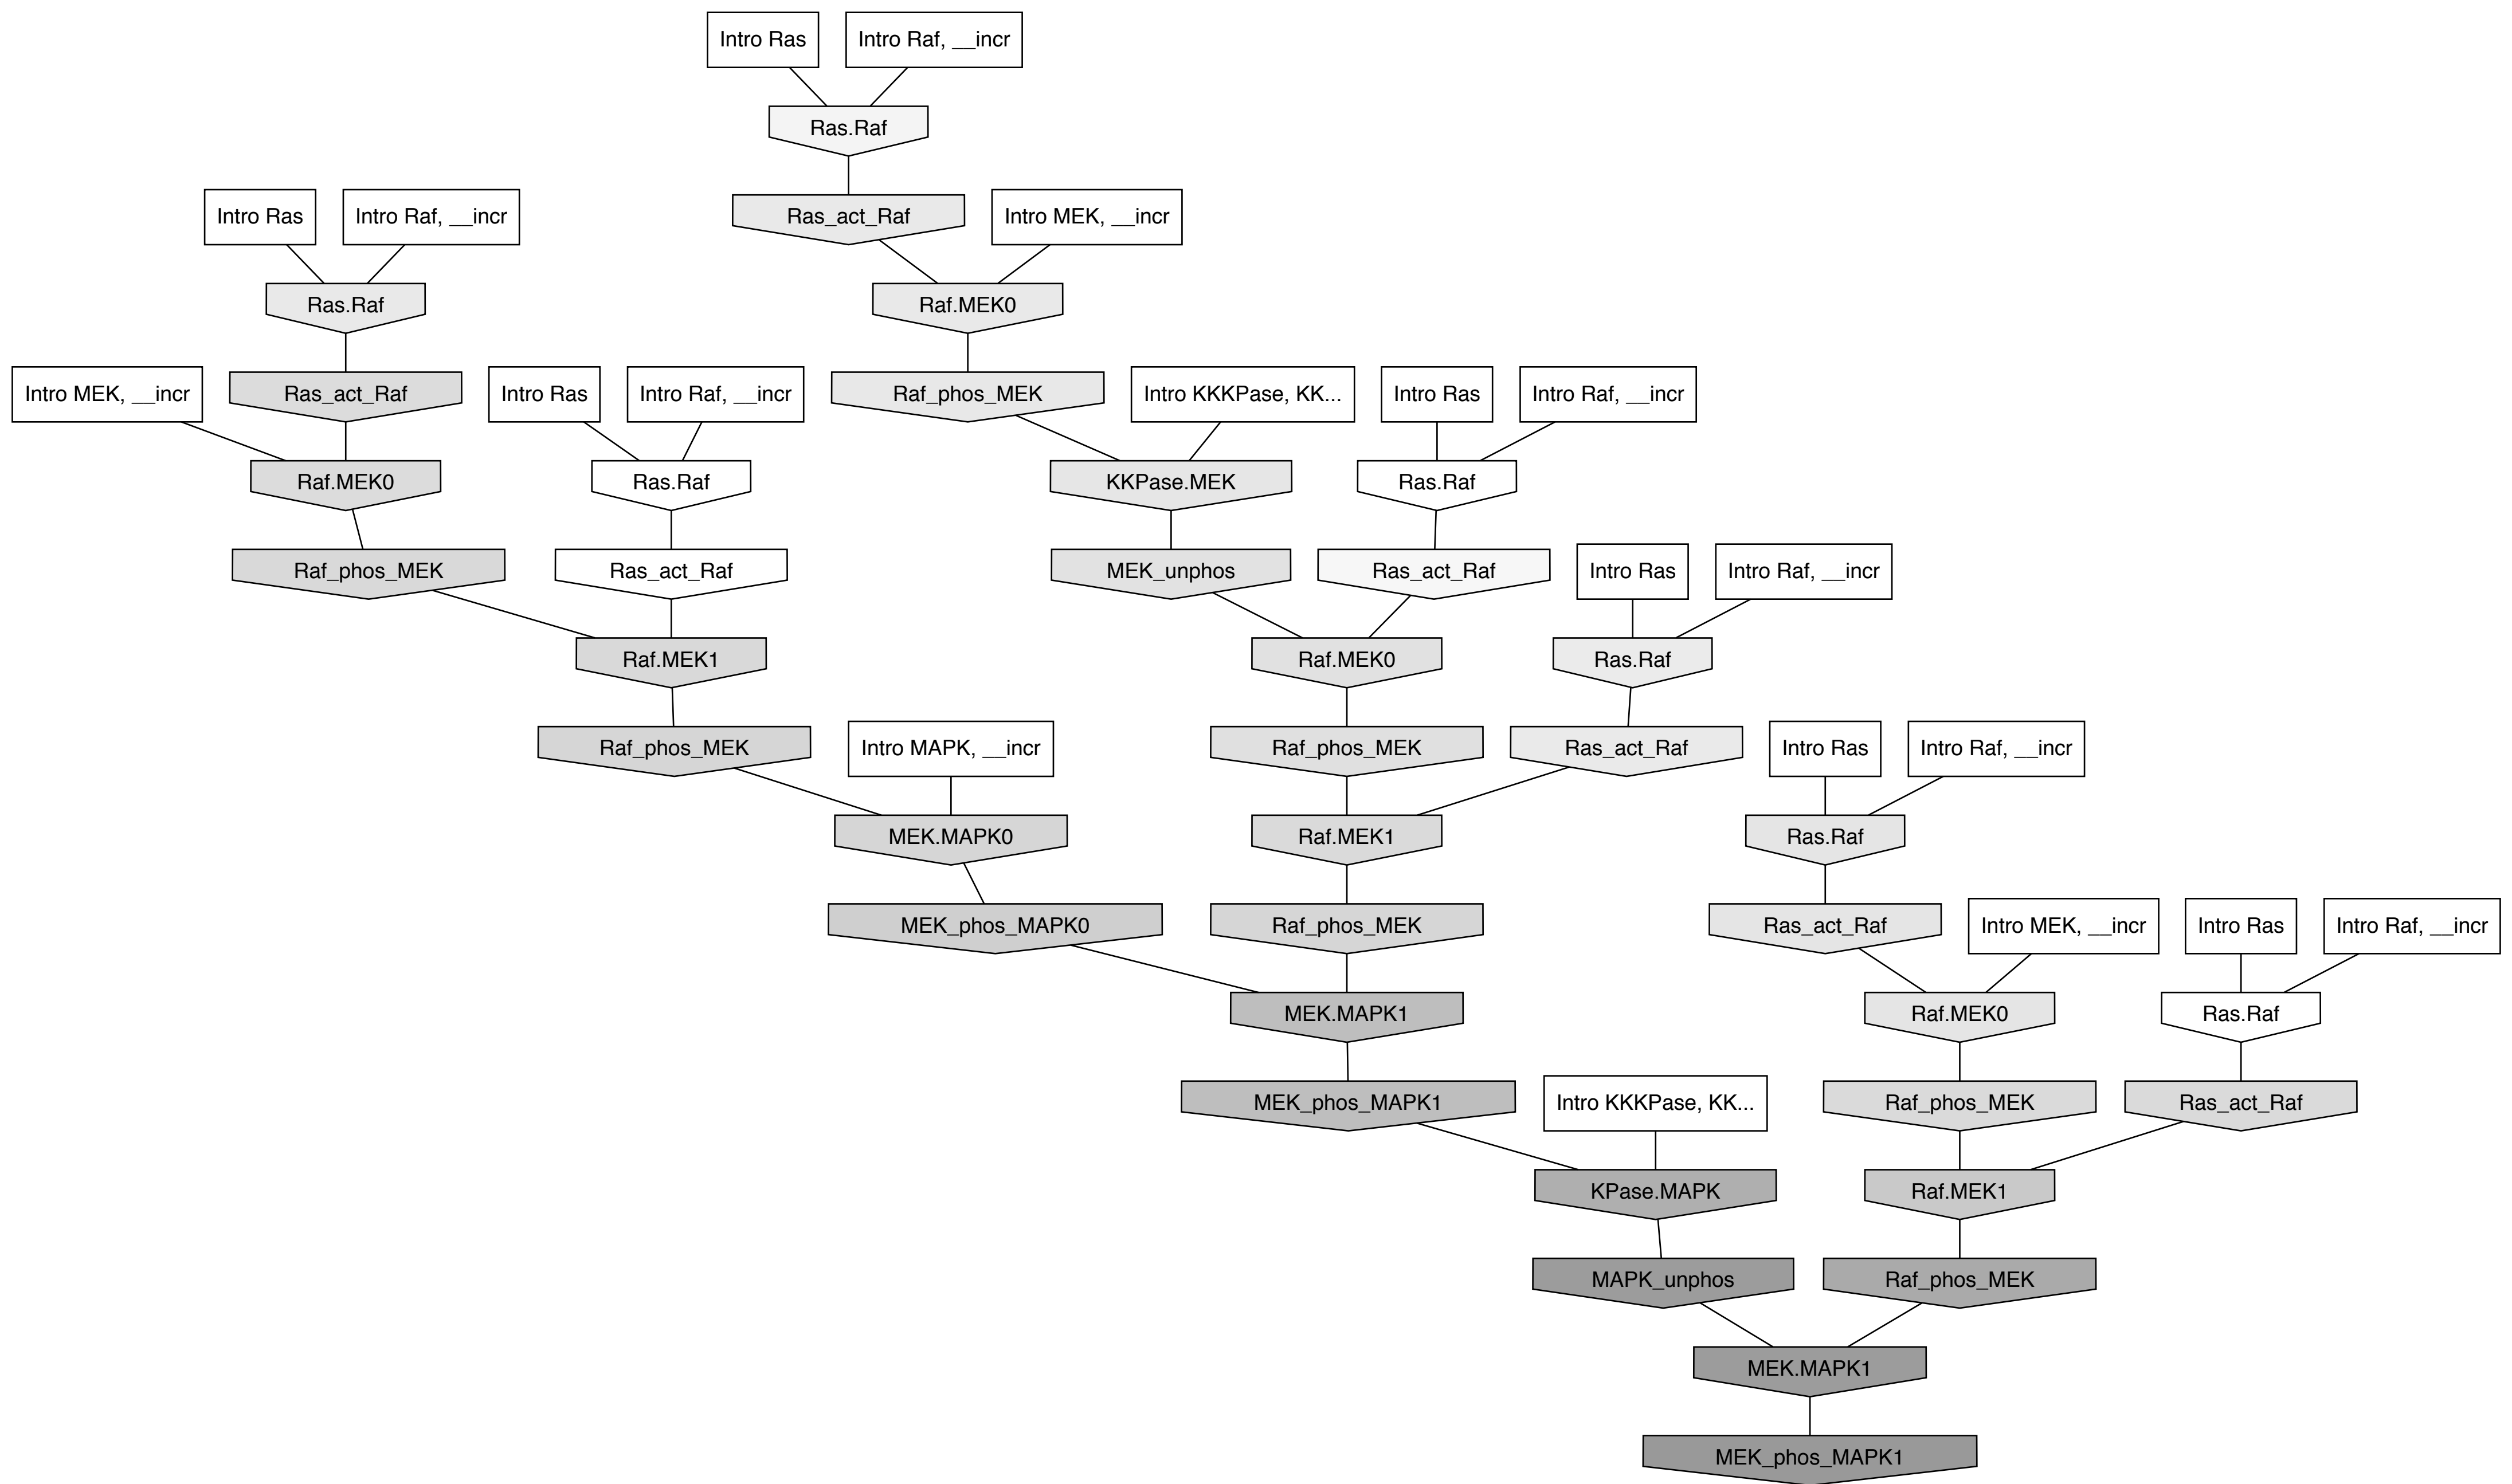 Intro Ras
Intro Raf, __incr
Ras.Raf
Intro Ras
Intro Raf, __incr
Ras_act_Raf
Intro MEK, __incr
Ras.Raf
Raf.MEK0
Intro MEK, __incr
Ras_act_Raf
Intro Ras
Intro Raf, __incr
Raf_phos_MEK
Intro KKKPase, KK...
Intro Ras
Intro Raf, __incr
Raf.MEK0
Ras.Raf
KKPase.MEK
Ras.Raf
Raf_phos_MEK
Ras_act_Raf
MEK_unphos
Ras_act_Raf
Intro Ras
Intro Raf, __incr
Raf.MEK1
Raf.MEK0
Ras.Raf
Raf_phos_MEK
Intro MAPK, __incr
Raf_phos_MEK
Ras_act_Raf
Intro Ras
Intro Raf, __incr
MEK.MAPK0
Raf.MEK1
Ras.Raf
MEK_phos_MAPK0
Raf_phos_MEK
Ras_act_Raf
Intro MEK, __incr
Intro Ras
Intro Raf, __incr
MEK.MAPK1
Raf.MEK0
Ras.Raf
MEK_phos_MAPK1
Intro KKKPase, KK...
Raf_phos_MEK
Ras_act_Raf
KPase.MAPK
Raf.MEK1
MAPK_unphos
Raf_phos_MEK
MEK.MAPK1
MEK_phos_MAPK1